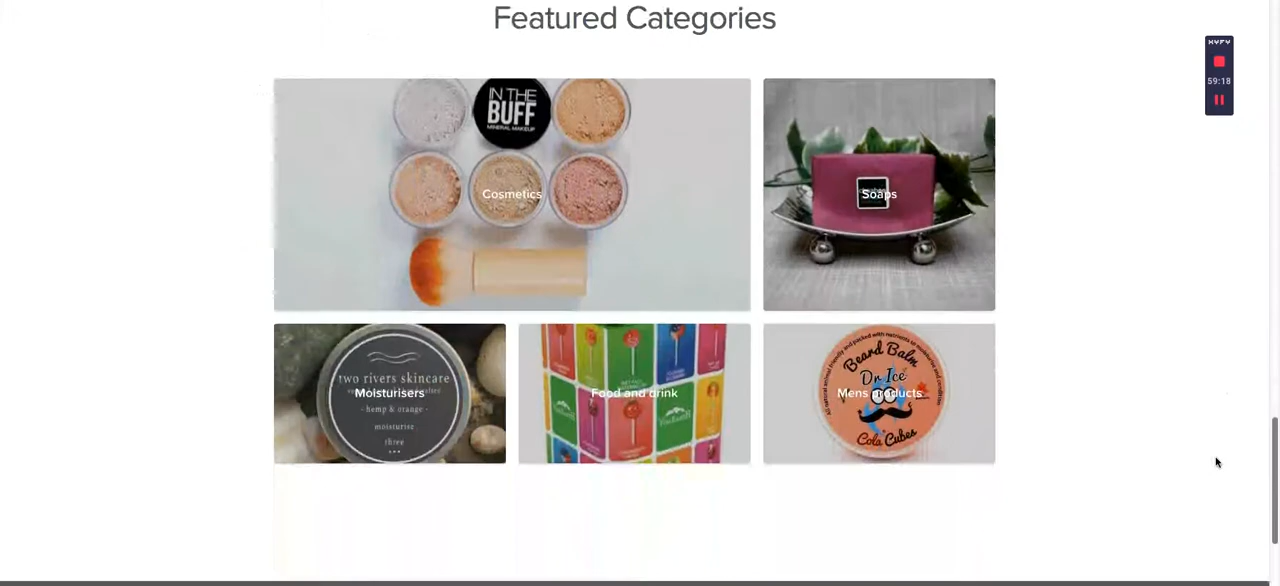 Featured Categories
59:18
IN THE
BUFF
MINERAL MAKEUP
Cosmetics
Soaps
two rivers skincare
Moisturisers
- hemp & orange -
moisturise
three
Food and drink
Beard Balm
Dr Ice
Mens products
Cola Cubes